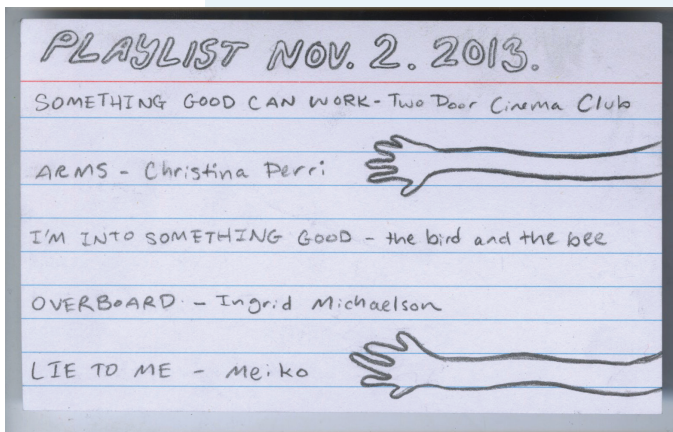 PLAYLIST NOV. 2. 2013.
SOMETHING GOOD CAN WORK - Two Door Cinema Club
ARMS - Christina Perri
I'M INTO SOMETHING GOOD - the bird and the bee
OVERBOARD - Ingrid Michaelson
LIE TO ME - Meiko